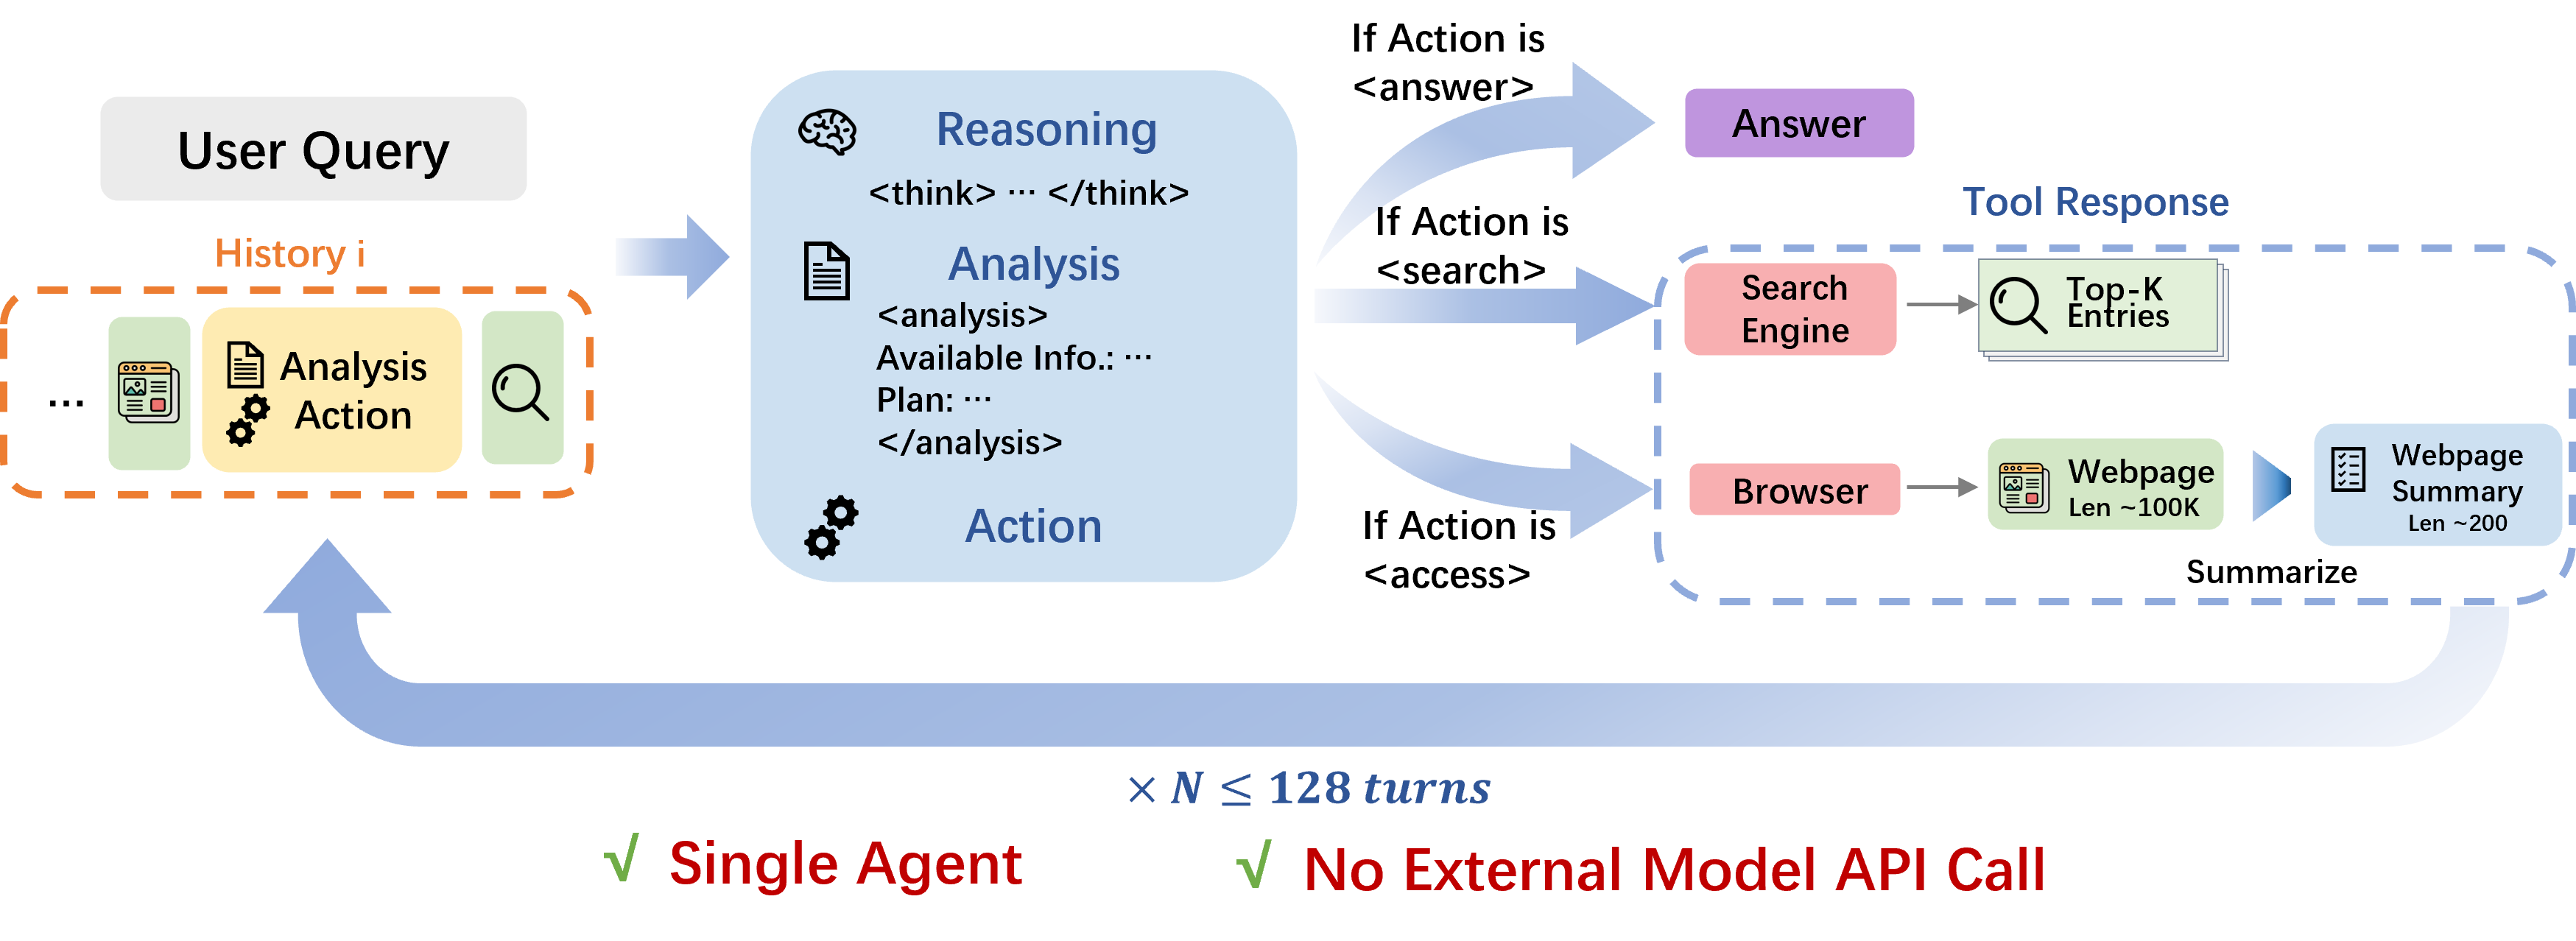 User Query
History i
...
Analysis
Action
Reasoning
<think> ··· </think>
Analysis
<analysis>
Available Info.: ···
Plan: ···
</analysis>
Action
If Action is
<answer>
Answer
If Action is
<search>
Tool Response
Search
Engine
Top-K
Entries
If Action is
<access>
Browser
Webpage
Len ~100K
Webpage
Summary
Len ~200
Summarize
× N ≤ 128 turns
√ Single Agent
√ No External Model API Call